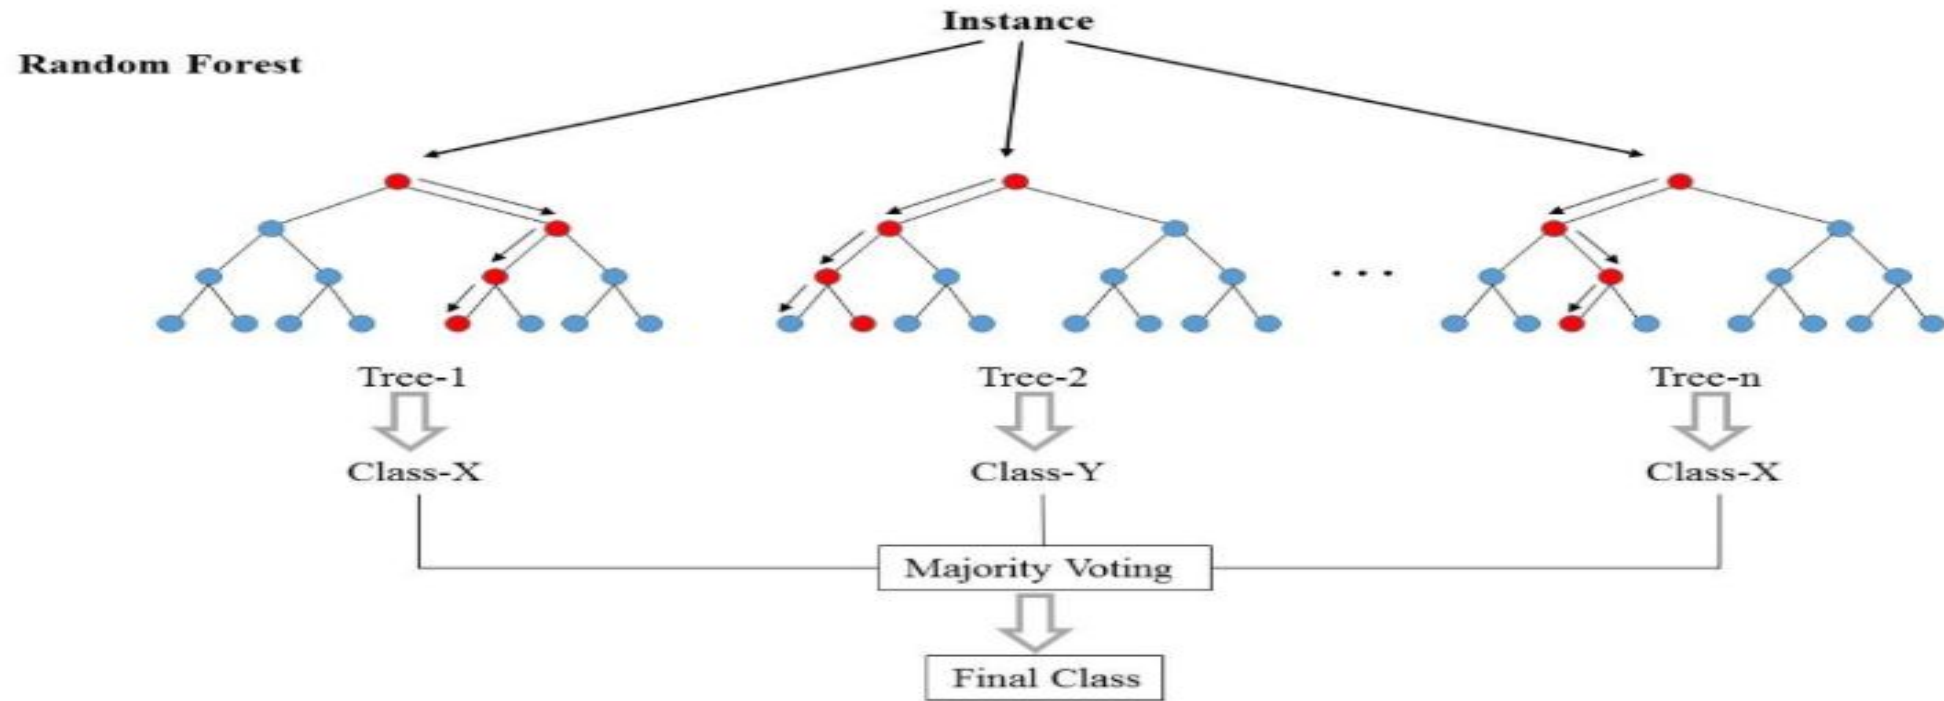 Instance
Random Forest
. . .
Tree-1
Tree-2
Tree-n
Class-X
Class-Y
Class-X
Majority Voting
Final Class